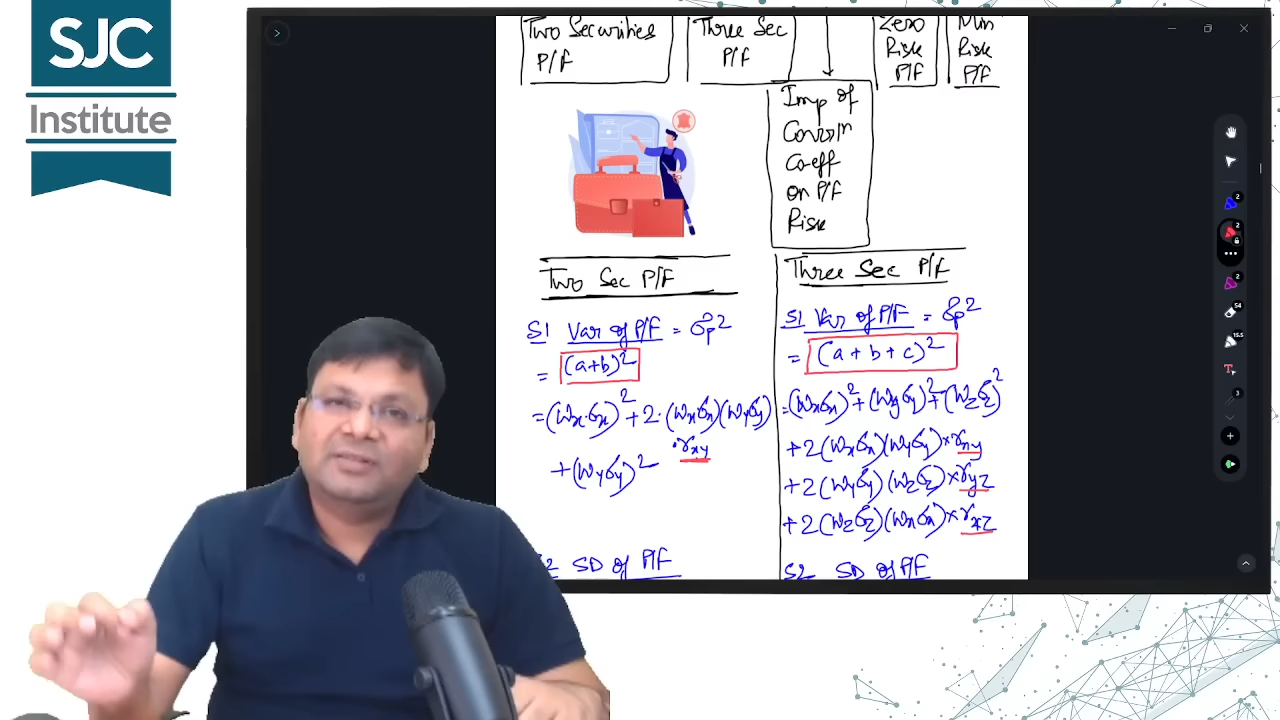 SJC
Institute
Two Securities
P/F
Three Sec
P/F
Zero
Risk
P/F
Min
Risk
P/F
Imp of
Correln
Co-eff
on P/F
Risk
Two Sec P/F
S1 Var of P/F = σp²
= (a+b)²
= (Wx.σx)² + 2.(Wxσx)(Wyσy)
.rxy
+ (Wyσy)²
S2 SD of P/F
Three Sec P/F
S1 Var of P/F = σp²
= (a+b+c)²
= (Wxσx)² + (Wyσy)² + (Wzσz)²
+ 2(Wxσx)(Wyσy) × rxy
+ 2(Wyσy)(Wzσz) × ryz
+ 2(Wzσz)(Wxσx) × rxz
S2 SD of P/F